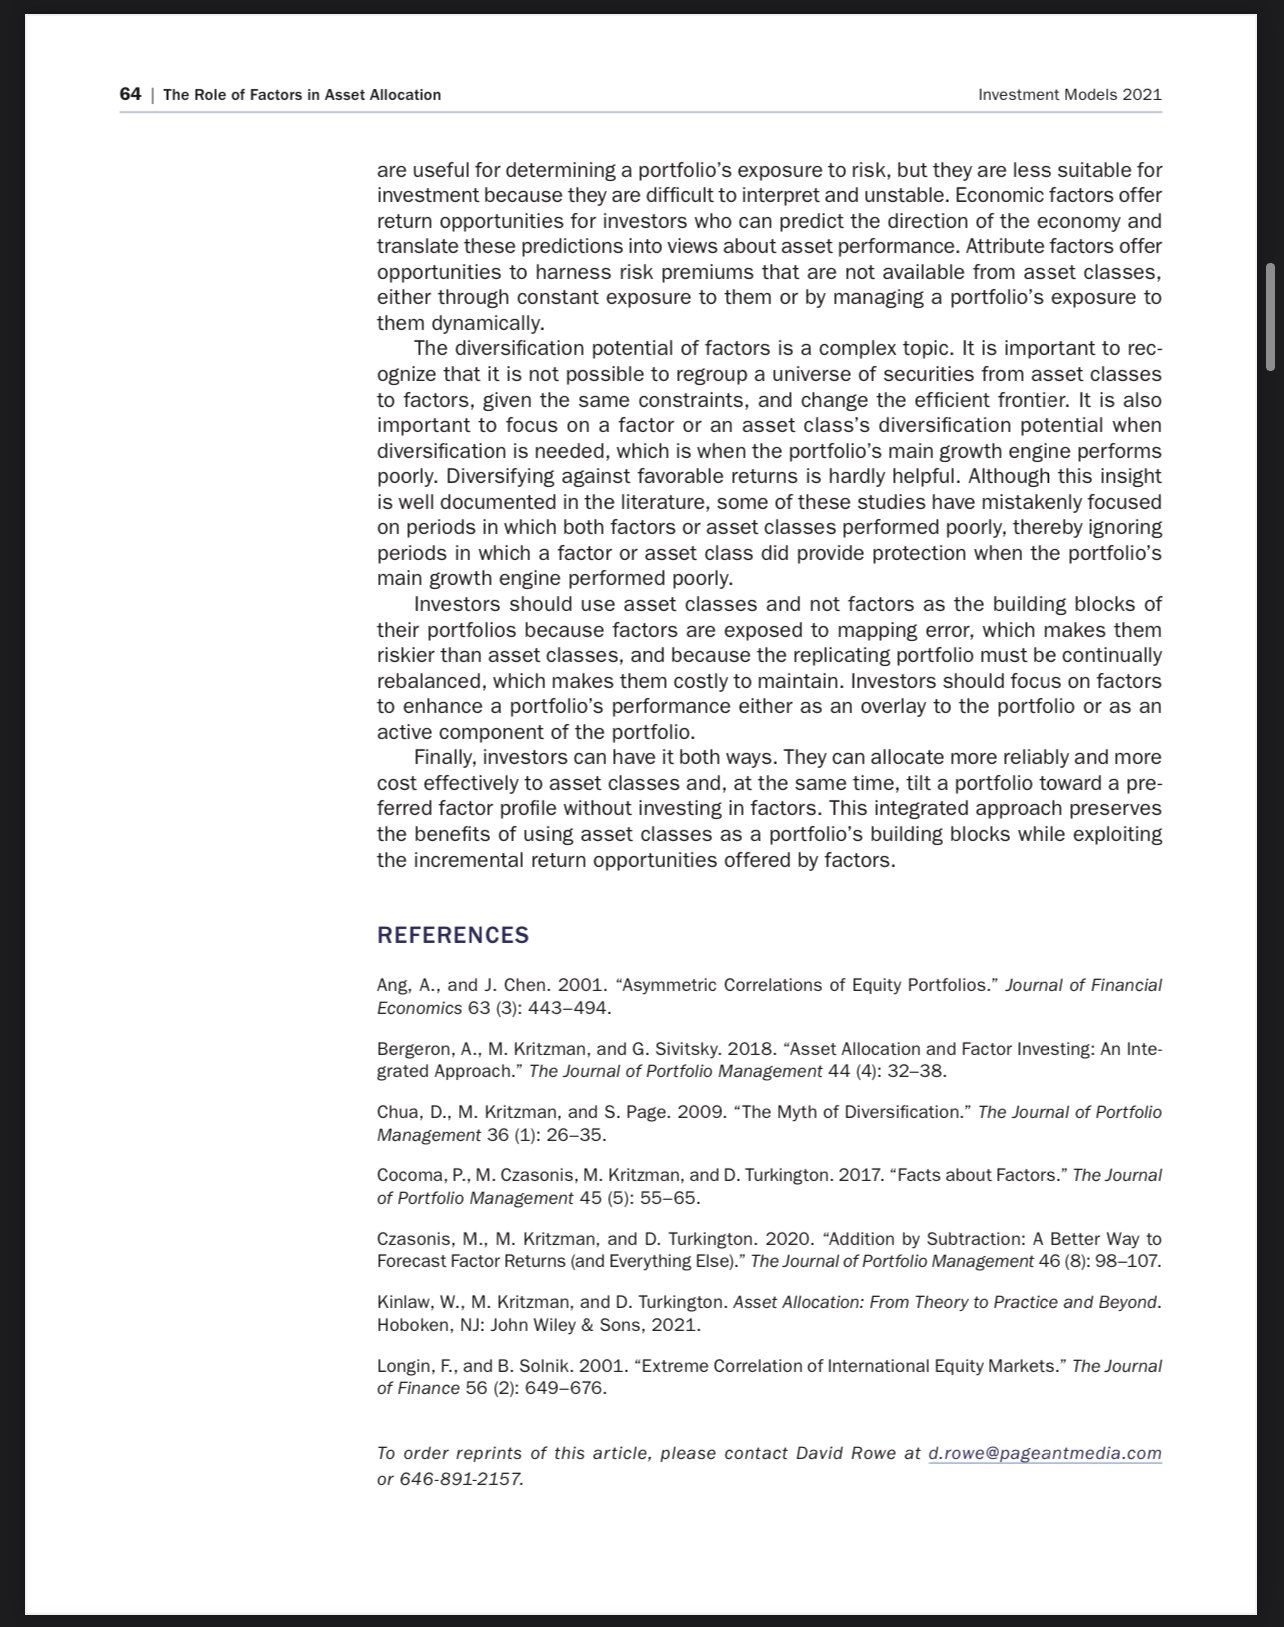 64 | The Role of Factors in Asset Allocation
Investment Models 2021
are useful for determining a portfolio’s exposure to risk, but they are less suitable for
investment because they are difficult to interpret and unstable. Economic factors offer
return opportunities for investors who can predict the direction of the economy and
translate these predictions into views about asset performance. Attribute factors offer
opportunities to harness risk premiums that are not available from asset classes,
either through constant exposure to them or by managing a portfolio’s exposure to
them dynamically.
The diversification potential of factors is a complex topic. It is important to rec-
ognize that it is not possible to regroup a universe of securities from asset classes
to factors, given the same constraints, and change the efficient frontier. It is also
important to focus on a factor or an asset class’s diversification potential when
diversification is needed, which is when the portfolio’s main growth engine performs
poorly. Diversifying against favorable returns is hardly helpful. Although this insight
is well documented in the literature, some of these studies have mistakenly focused
on periods in which both factors or asset classes performed poorly, thereby ignoring
periods in which a factor or asset class did provide protection when the portfolio’s
main growth engine performed poorly.
Investors should use asset classes and not factors as the building blocks of
their portfolios because factors are exposed to mapping error, which makes them
riskier than asset classes, and because the replicating portfolio must be continually
rebalanced, which makes them costly to maintain. Investors should focus on factors
to enhance a portfolio’s performance either as an overlay to the portfolio or as an
active component of the portfolio.
Finally, investors can have it both ways. They can allocate more reliably and more
cost effectively to asset classes and, at the same time, tilt a portfolio toward a pre-
ferred factor profile without investing in factors. This integrated approach preserves
the benefits of using asset classes as a portfolio’s building blocks while exploiting
the incremental return opportunities offered by factors.
REFERENCES
Ang, A., and J. Chen. 2001. “Asymmetric Correlations of Equity Portfolios.” Journal of Financial
Economics 63 (3): 443–494.
Bergeron, A., M. Kritzman, and G. Sivitsky. 2018. “Asset Allocation and Factor Investing: An Inte-
grated Approach.” The Journal of Portfolio Management 44 (4): 32–38.
Chua, D., M. Kritzman, and S. Page. 2009. “The Myth of Diversification.” The Journal of Portfolio
Management 36 (1): 26–35.
Cocoma, P., M. Czasonis, M. Kritzman, and D. Turkington. 2017. “Facts about Factors.” The Journal
of Portfolio Management 45 (5): 55–65.
Czasonis, M., M. Kritzman, and D. Turkington. 2020. “Addition by Subtraction: A Better Way to
Forecast Factor Returns (and Everything Else).” The Journal of Portfolio Management 46 (8): 98–107.
Kinlaw, W., M. Kritzman, and D. Turkington. Asset Allocation: From Theory to Practice and Beyond.
Hoboken, NJ: John Wiley & Sons, 2021.
Longin, F., and B. Solnik. 2001. “Extreme Correlation of International Equity Markets.” The Journal
of Finance 56 (2): 649–676.
To order reprints of this article, please contact David Rowe at d.rowe@pageantmedia.com
or 646-891-2157.